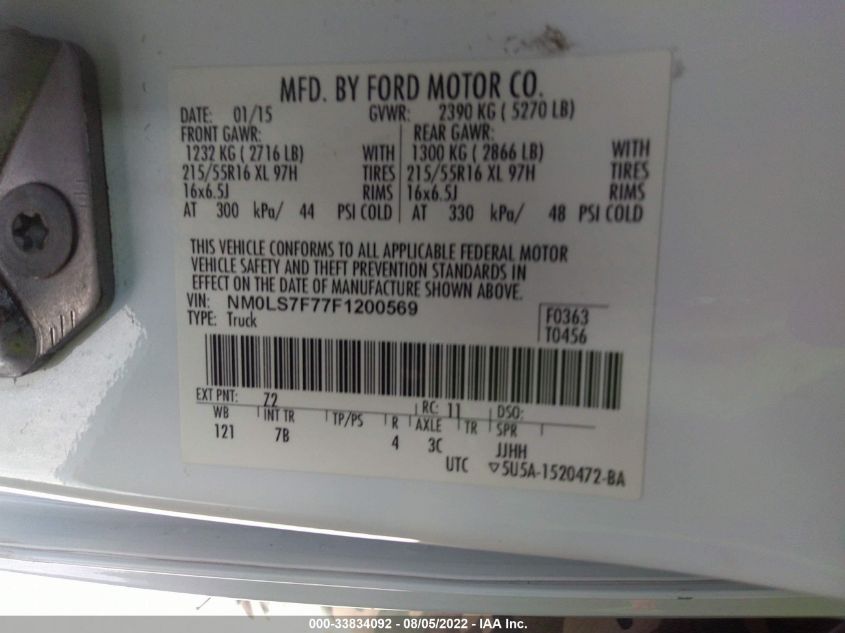 MFD. BY FORD MOTOR CO.
DATE: 01/15 GVWR: 2390 KG ( 5270 LB)
FRONT GAWR: REAR GAWR:
1232 KG ( 2716 LB) WITH 1300 KG ( 2866 LB) WITH
215/55R16 XL 97H TIRES 215/55R16 XL 97H TIRES
16x6.5J RIMS 16x6.5J RIMS
AT 300 kPa/ 44 PSI COLD AT 330 kPa/ 48 PSI COLD
THIS VEHICLE CONFORMS TO ALL APPLICABLE FEDERAL MOTOR
VEHICLE SAFETY AND THEFT PREVENTION STANDARDS IN
EFFECT ON THE DATE OF MANUFACTURE SHOWN ABOVE.
VIN: NM0LS7F77F1200569 F0363
TYPE: Truck T0456
EXT PNT: Z2 RC: 11 DSO:
WB INT TR TP/PS R AXLE TR SPR
121 7B 4 3C JJHH
UTC ▽5U5A-1520472-BA
000-33834092 - 08/05/2022 - IAA Inc.